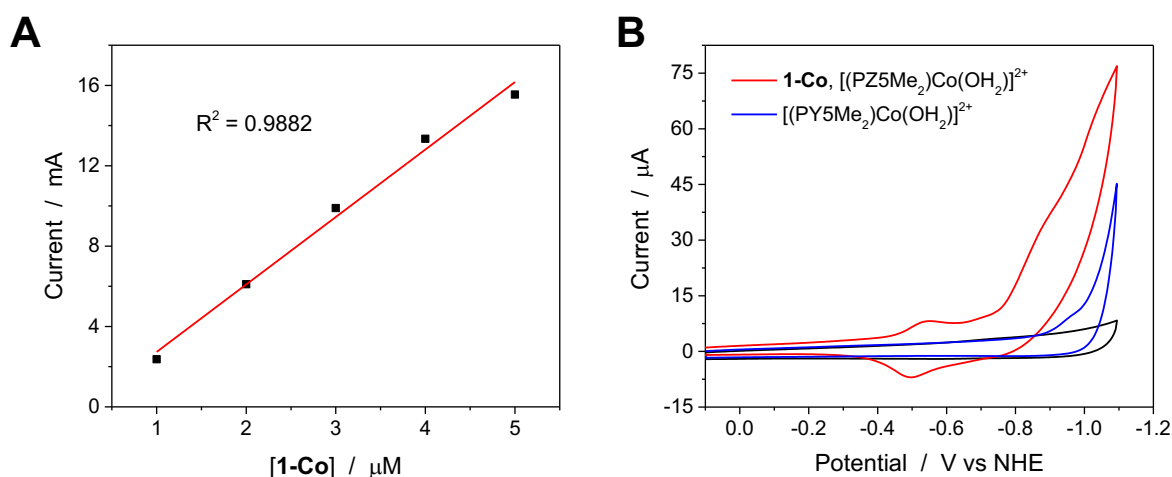 A
16
12
8
4
0
Current / mA
R² = 0.9882
1 2 3 4 5
[1-Co] / μM
B
75
60
45
30
15
0
-15
Current / μA
1-Co, [(PZ5Me₂)Co(OH₂)]²⁺
[(PY5Me₂)Co(OH₂)]²⁺
0.0 -0.2 -0.4 -0.6 -0.8 -1.0 -1.2
Potential / V vs NHE